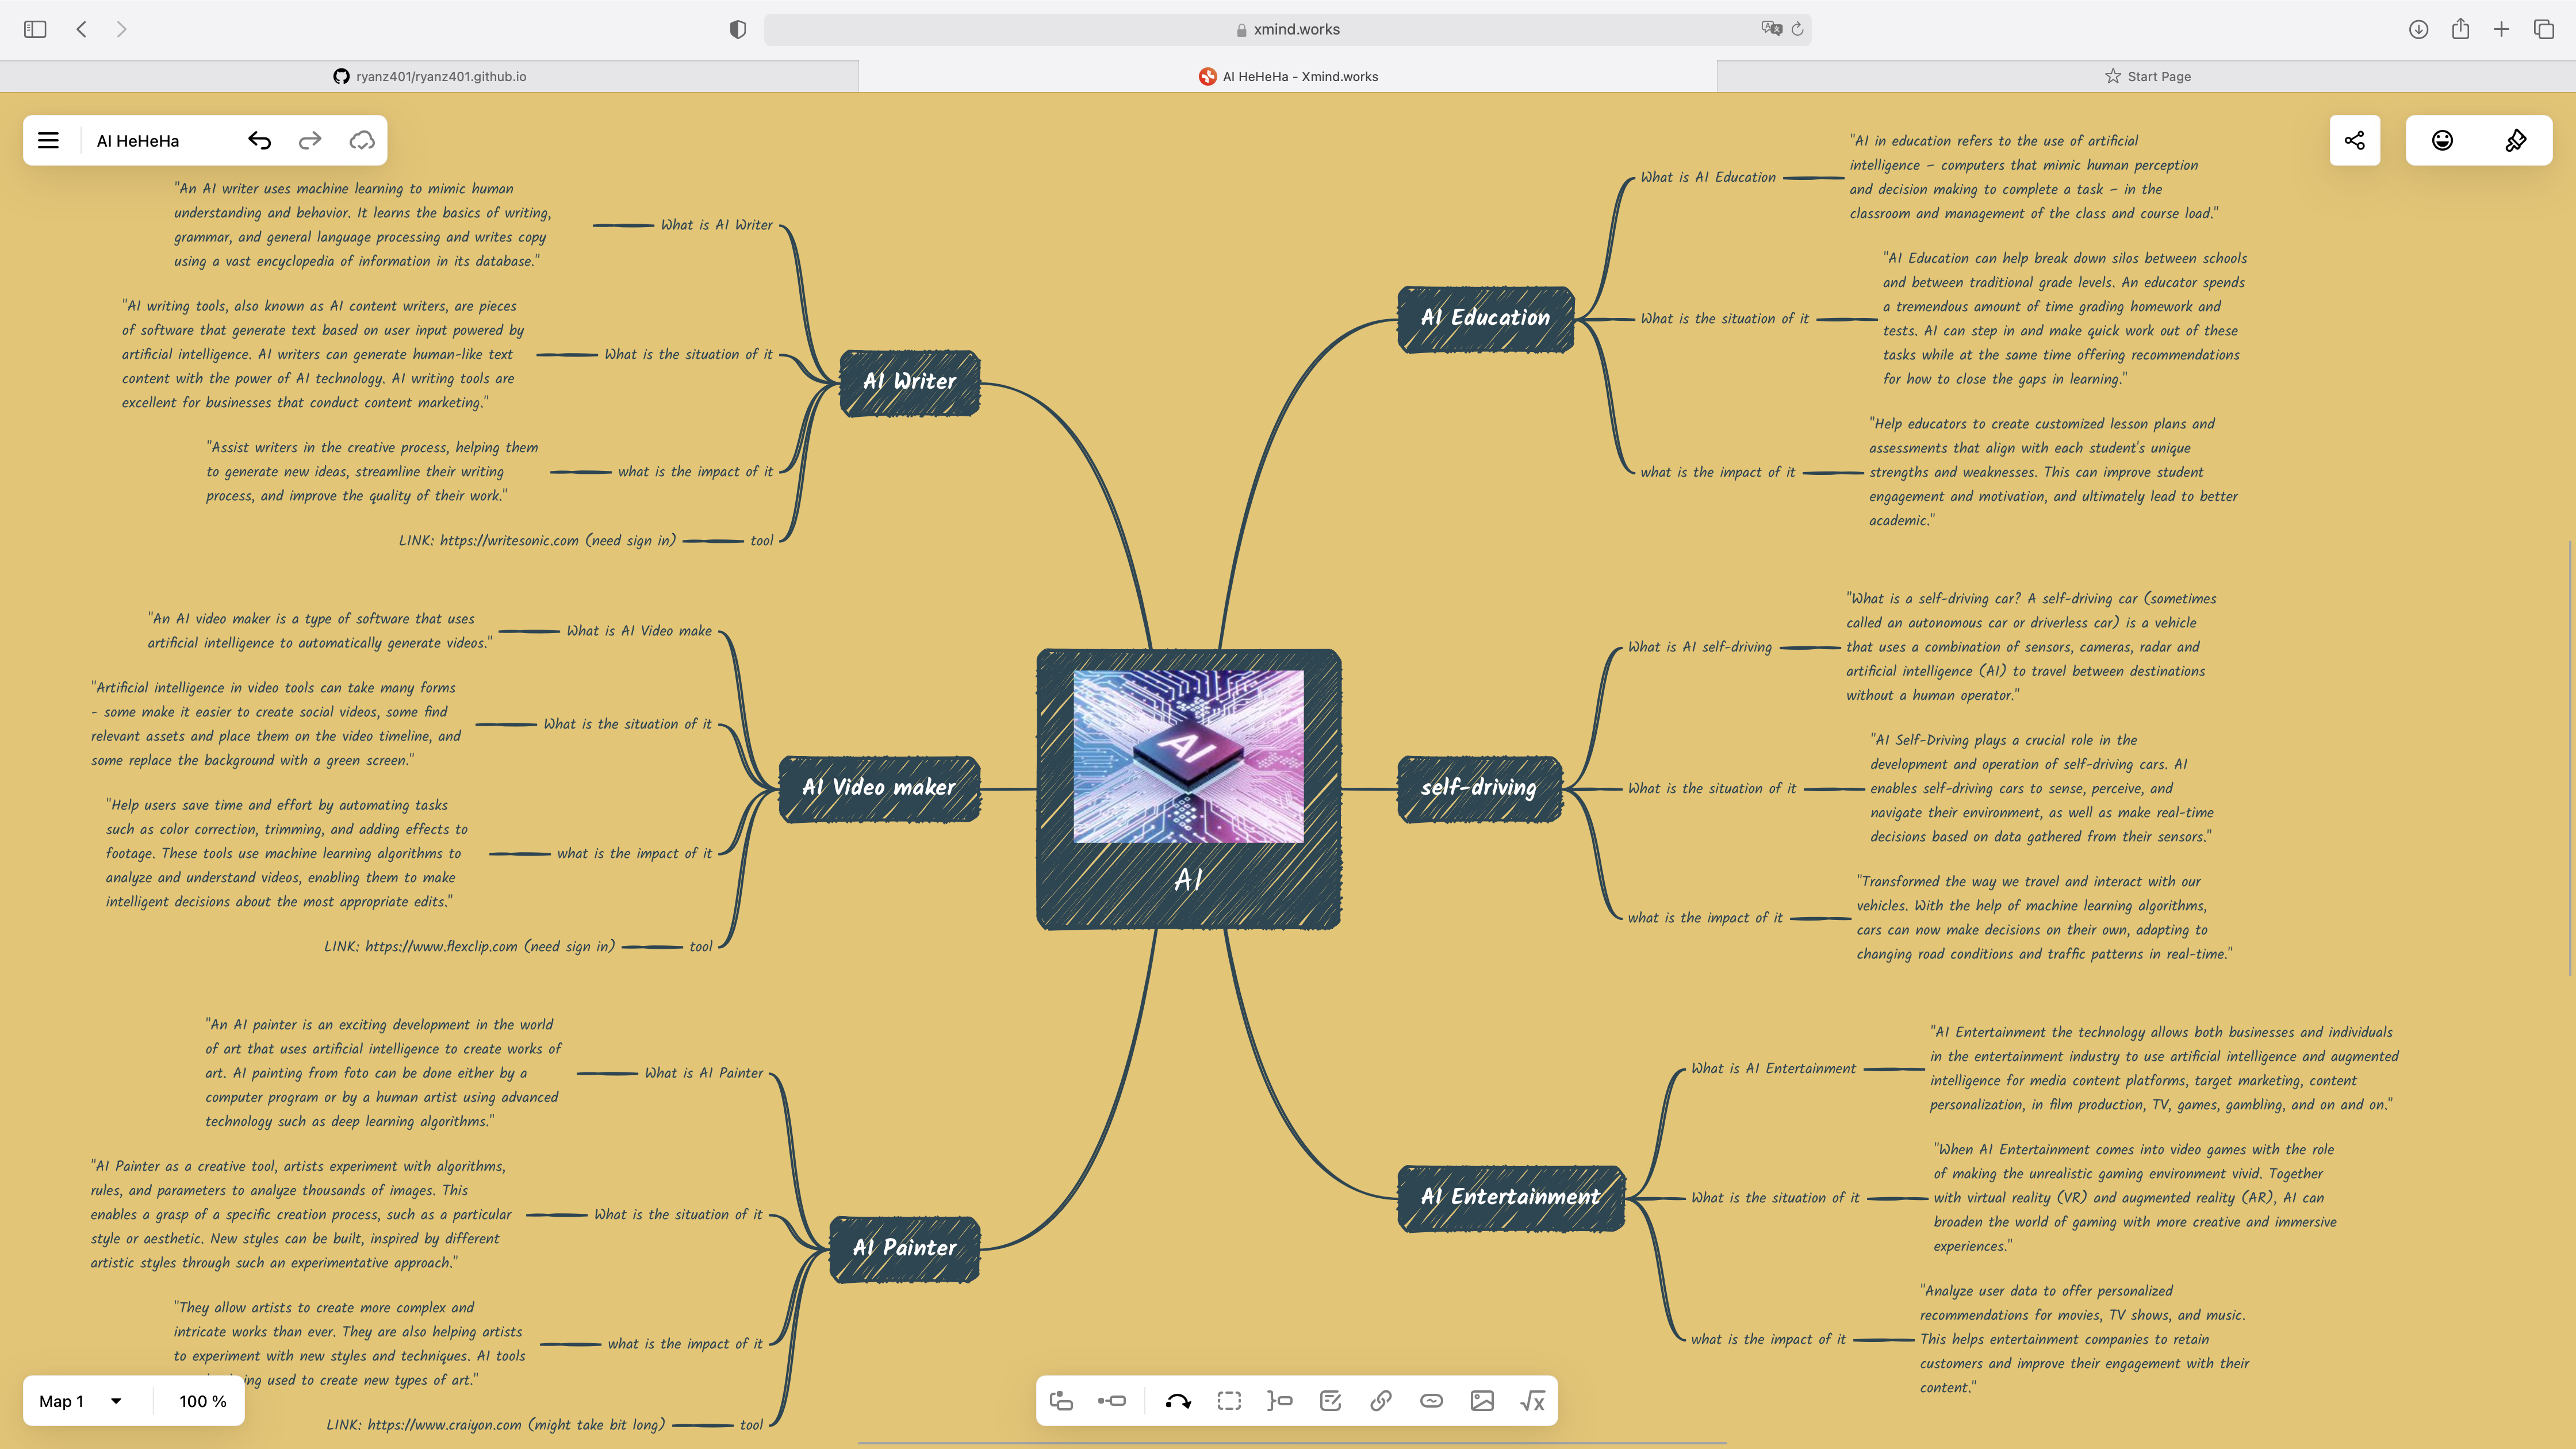 xmind.works
ryanz401/ryanz401.github.io
AI HeHeHa - Xmind.works
Start Page
AI HeHeHa
"An AI writer uses machine learning to mimic human
understanding and behavior. It learns the basics of writing,
grammar, and general language processing and writes copy
using a vast encyclopedia of information in its database."
What is AI Writer
"AI writing tools, also known as AI content writers, are pieces
of software that generate text based on user input powered by
artificial intelligence. AI writers can generate human-like text
content with the power of AI technology. AI writing tools are
excellent for businesses that conduct content marketing."
What is the situation of it
AI Writer
"Assist writers in the creative process, helping them
to generate new ideas, streamline their writing
process, and improve the quality of their work."
what is the impact of it
LINK: https://writesonic.com (need sign in)
tool
"An AI video maker is a type of software that uses
artificial intelligence to automatically generate videos."
What is AI Video make
"Artificial intelligence in video tools can take many forms
- some make it easier to create social videos, some find
relevant assets and place them on the video timeline, and
some replace the background with a green screen."
What is the situation of it
AI Video maker
"Help users save time and effort by automating tasks
such as color correction, trimming, and adding effects to
footage. These tools use machine learning algorithms to
analyze and understand videos, enabling them to make
intelligent decisions about the most appropriate edits."
what is the impact of it
LINK: https://www.flexclip.com (need sign in)
tool
"An AI painter is an exciting development in the world
of art that uses artificial intelligence to create works of
art. AI painting from foto can be done either by a
computer program or by a human artist using advanced
technology such as deep learning algorithms."
What is AI Painter
"AI Painter as a creative tool, artists experiment with algorithms,
rules, and parameters to analyze thousands of images. This
enables a grasp of a specific creation process, such as a particular
style or aesthetic. New styles can be built, inspired by different
artistic styles through such an experimentative approach."
What is the situation of it
AI Painter
"They allow artists to create more complex and
intricate works than ever. They are also helping artists
to experiment with new styles and techniques. AI tools
used to create new types of art."
what is the impact of it
LINK: https://www.craiyon.com (might take bit long)
tool
AI
AI
AI Education
What is AI Education
"AI in education refers to the use of artificial
intelligence – computers that mimic human perception
and decision making to complete a task – in the
classroom and management of the class and course load."
What is the situation of it
"AI Education can help break down silos between schools
and between traditional grade levels. An educator spends
a tremendous amount of time grading homework and
tests. AI can step in and make quick work out of these
tasks while at the same time offering recommendations
for how to close the gaps in learning."
what is the impact of it
"Help educators to create customized lesson plans and
assessments that align with each student's unique
strengths and weaknesses. This can improve student
engagement and motivation, and ultimately lead to better
academic."
self-driving
What is AI self-driving
"What is a self-driving car? A self-driving car (sometimes
called an autonomous car or driverless car) is a vehicle
that uses a combination of sensors, cameras, radar and
artificial intelligence (AI) to travel between destinations
without a human operator."
What is the situation of it
"AI Self-Driving plays a crucial role in the
development and operation of self-driving cars. AI
enables self-driving cars to sense, perceive, and
navigate their environment, as well as make real-time
decisions based on data gathered from their sensors."
what is the impact of it
"Transformed the way we travel and interact with our
vehicles. With the help of machine learning algorithms,
cars can now make decisions on their own, adapting to
changing road conditions and traffic patterns in real-time."
AI Entertainment
What is AI Entertainment
"AI Entertainment the technology allows both businesses and individuals
in the entertainment industry to use artificial intelligence and augmented
intelligence for media content platforms, target marketing, content
personalization, in film production, TV, games, gambling, and on and on."
What is the situation of it
"When AI Entertainment comes into video games with the role
of making the unrealistic gaming environment vivid. Together
with virtual reality (VR) and augmented reality (AR), AI can
broaden the world of gaming with more creative and immersive
experiences."
what is the impact of it
"Analyze user data to offer personalized
recommendations for movies, TV shows, and music.
This helps entertainment companies to retain
customers and improve their engagement with their
content."
Map 1
100 %